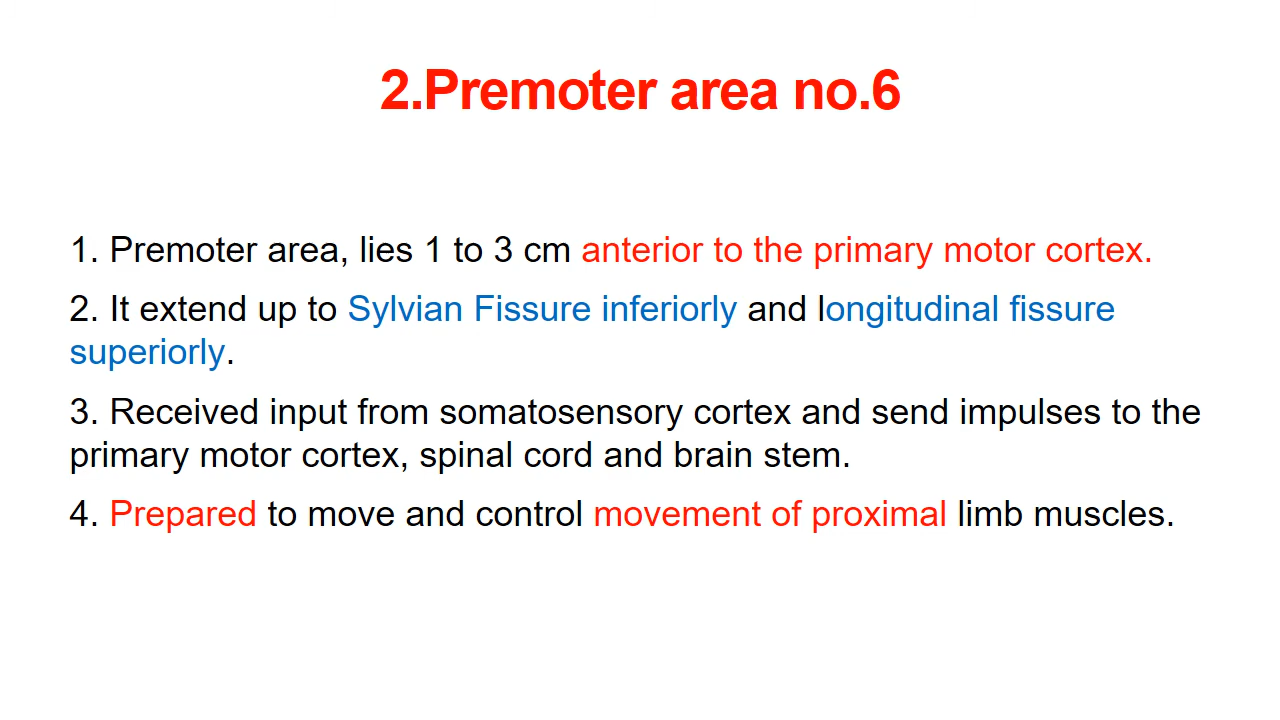 2.Premoter area no.6
1. Premoter area, lies 1 to 3 cm anterior to the primary motor cortex.
2. It extend up to Sylvian Fissure inferiorly and longitudinal fissure
superiorly.
3. Received input from somatosensory cortex and send impulses to the
primary motor cortex, spinal cord and brain stem.
4. Prepared to move and control movement of proximal limb muscles.